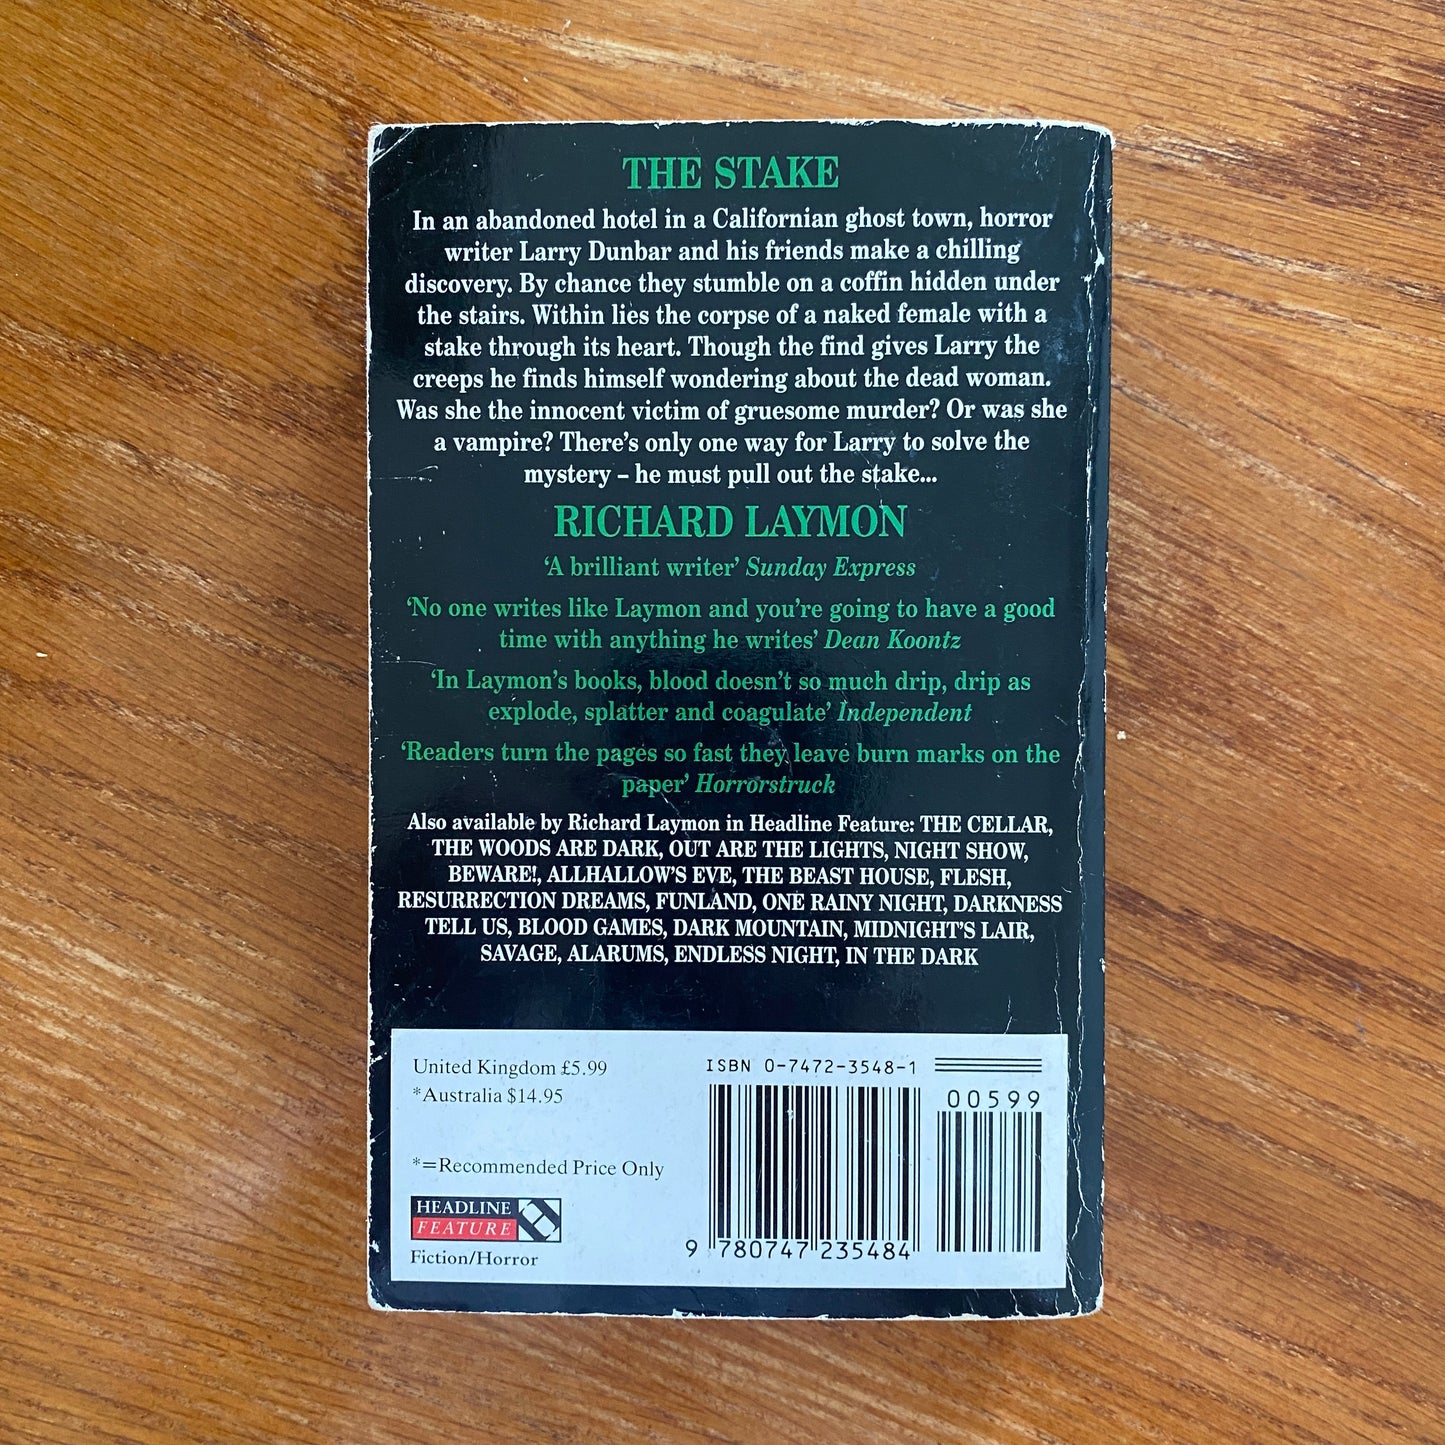 THE STAKE
In an abandoned hotel in a Californian ghost town, horror
writer Larry Dunbar and his friends make a chilling
discovery. By chance they stumble on a coffin hidden under
the stairs. Within lies the corpse of a naked female with a
stake through its heart. Though the find gives Larry the
creeps he finds himself wondering about the dead woman.
Was she the innocent victim of gruesome murder? Or was she
a vampire? There's only one way for Larry to solve the
mystery – he must pull out the stake...
RICHARD LAYMON
‘A brilliant writer’ Sunday Express
‘No one writes like Laymon and you're going to have a good
time with anything he writes’ Dean Koontz
‘In Laymon's books, blood doesn't so much drip, drip as
explode, splatter and coagulate’ Independent
‘Readers turn the pages so fast they leave burn marks on the
paper’ Horrorstruck
Also available by Richard Laymon in Headline Feature: THE CELLAR,
THE WOODS ARE DARK, OUT ARE THE LIGHTS, NIGHT SHOW,
BEWARE!, ALLHALLOW'S EVE, THE BEAST HOUSE, FLESH,
RESURRECTION DREAMS, FUNLAND, ONE RAINY NIGHT, DARKNESS
TELL US, BLOOD GAMES, DARK MOUNTAIN, MIDNIGHT'S LAIR,
SAVAGE, ALARUMS, ENDLESS NIGHT, IN THE DARK
United Kingdom £5.99
*Australia $14.95
*=Recommended Price Only
HEADLINE
FEATURE
Fiction/Horror
ISBN 0-7472-3548-1
00599
9 780747 235484